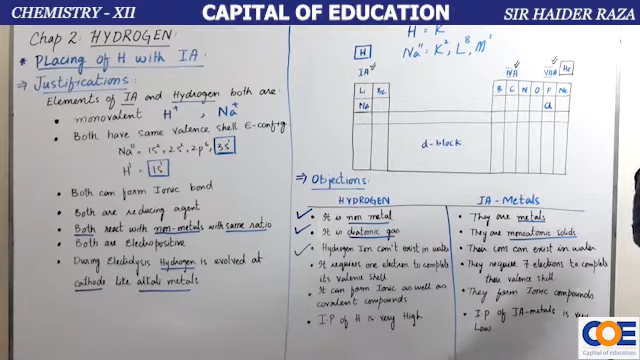 CHEMISTRY - XII
CAPITAL OF EDUCATION
SIR HAIDER RAZA
Chap 2: HYDROGEN
* PLACING OF H WITH IA
⇒ Justifications
Elements of IA and Hydrogen both are:
• monovalent H⁺, Na⁺
• Both have same valence shell E-config
Na¹¹ = 1S², 2S², 2P⁶, 3S¹
H¹ = 1S¹
• Both can form Ionic bond
• Both are reducing agent
• Both react with non-metals with same ratio
• Both are Electropositive
• During Electrolysis Hydrogen is evolved at
cathode like alkali metals
H = K¹
Na¹¹ = K², L⁸, M¹
H
IA
IVA
VIIA
He
Li Be B C N O F Ne
Na Cl
d-block
⇒ Objections
HYDROGEN
• It is non metal
• It is diatomic gas
• Hydrogen Ion can't exist in water
• It requires one electron to complete
its valence shell
• It can form Ionic as well as
covalent compounds
• I.P of H is very High
IA - Metals
• They are metals
• They are monoatomic solids
• Their ions can exist in water
• They require 7 electrons to complete
their valence shell
• They form Ionic compounds
• I.P of IA-metals is very
Low.
COE
Capital of education